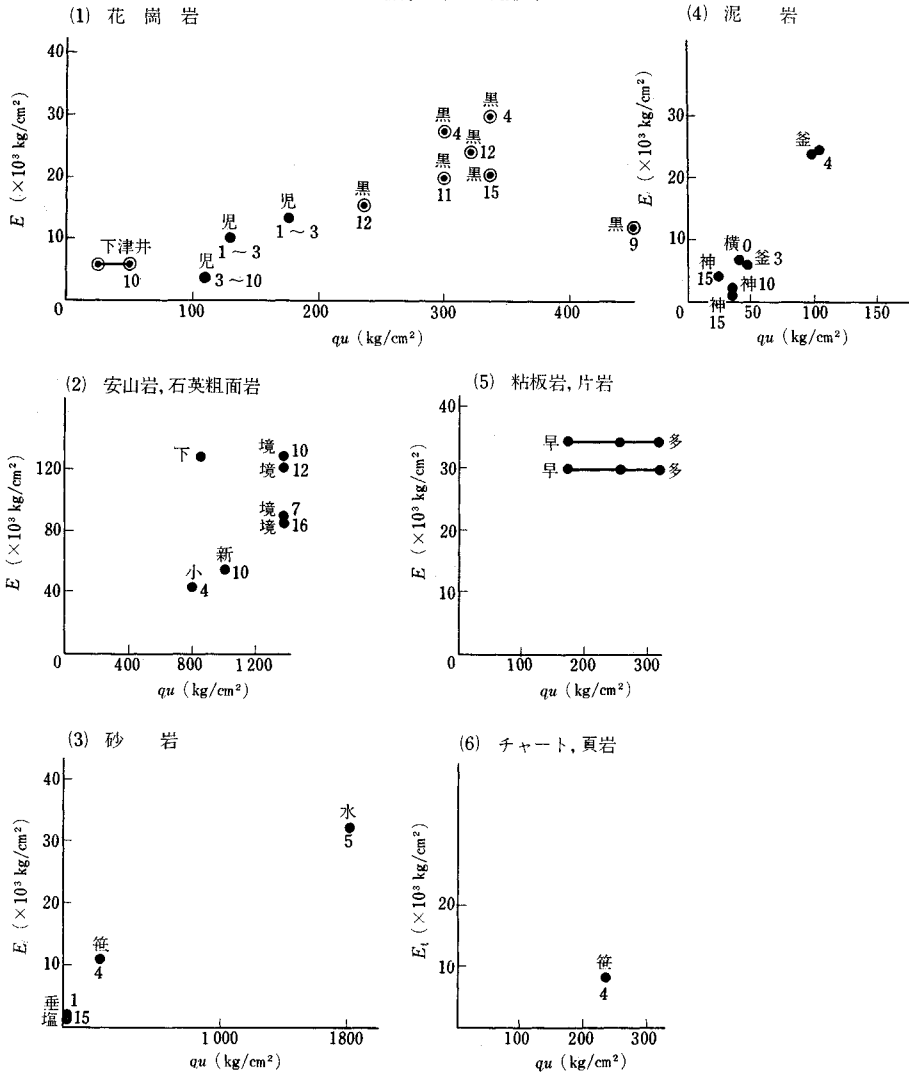 (1) 花崗岩
E (×10³ kg/cm²)
40
30
20
10
0
100
200
300
400
qu (kg/cm²)
下津井
10
児
3～10
児
1～3
児
1～3
黒
12
黒
4
黒
11
黒
12
黒
4
黒
15
黒
9
(4) 泥岩
E (×10³ kg/cm²)
30
20
10
0
50
100
150
qu (kg/cm²)
釜
4
横0
釜3
神
15
神10
神
15
(2) 安山岩,石英粗面岩
E (×10³ kg/cm²)
120
80
40
0
400
800
1200
qu (kg/cm²)
下
境 10
境 12
境 7
境 16
新
10
小
4
(5) 粘板岩,片岩
E (×10³ kg/cm²)
40
30
20
10
0
100
200
300
qu (kg/cm²)
早 多
早 多
(3) 砂岩
E (×10³ kg/cm²)
40
30
20
10
1000
1800
qu (kg/cm²)
水
5
笹
4
垂 1
塩 15
(6) チャート,頁岩
Et (×10³ kg/cm²)
20
10
0
100
200
300
qu (kg/cm²)
笹
4